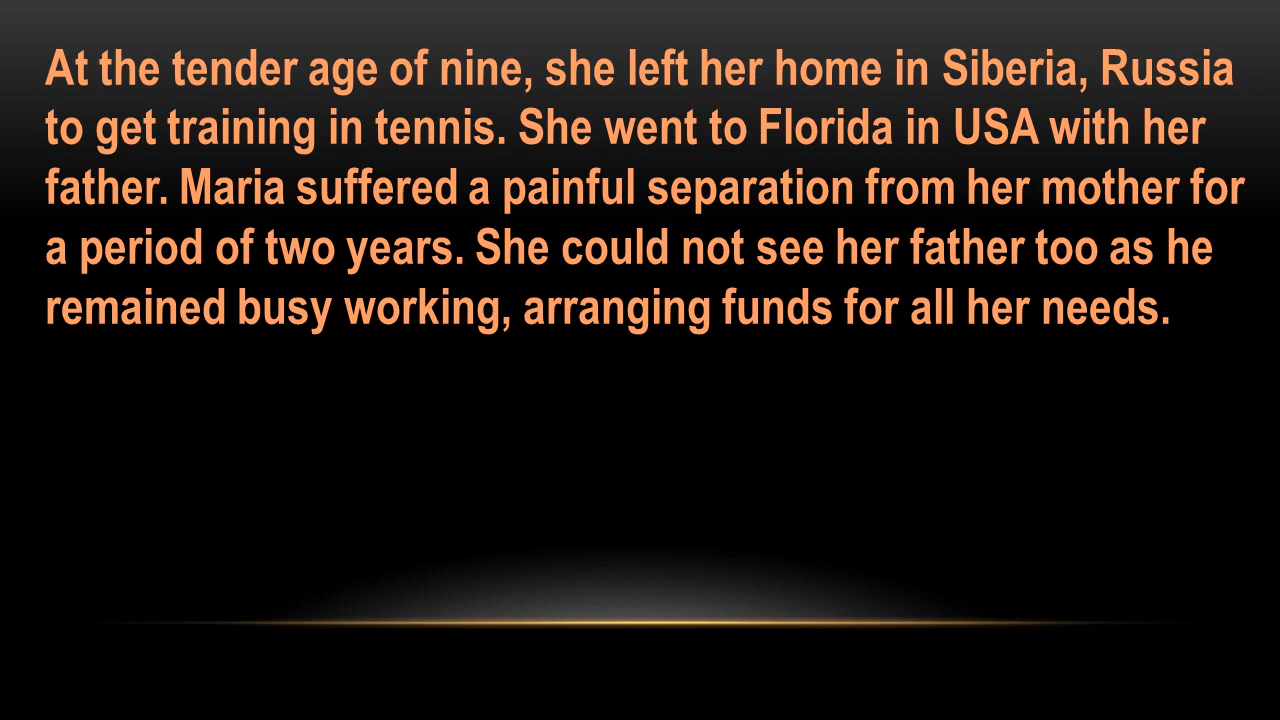 At the tender age of nine, she left her home in Siberia, Russia
to get training in tennis. She went to Florida in USA with her
father. Maria suffered a painful separation from her mother for
a period of two years. She could not see her father too as he
remained busy working, arranging funds for all her needs.